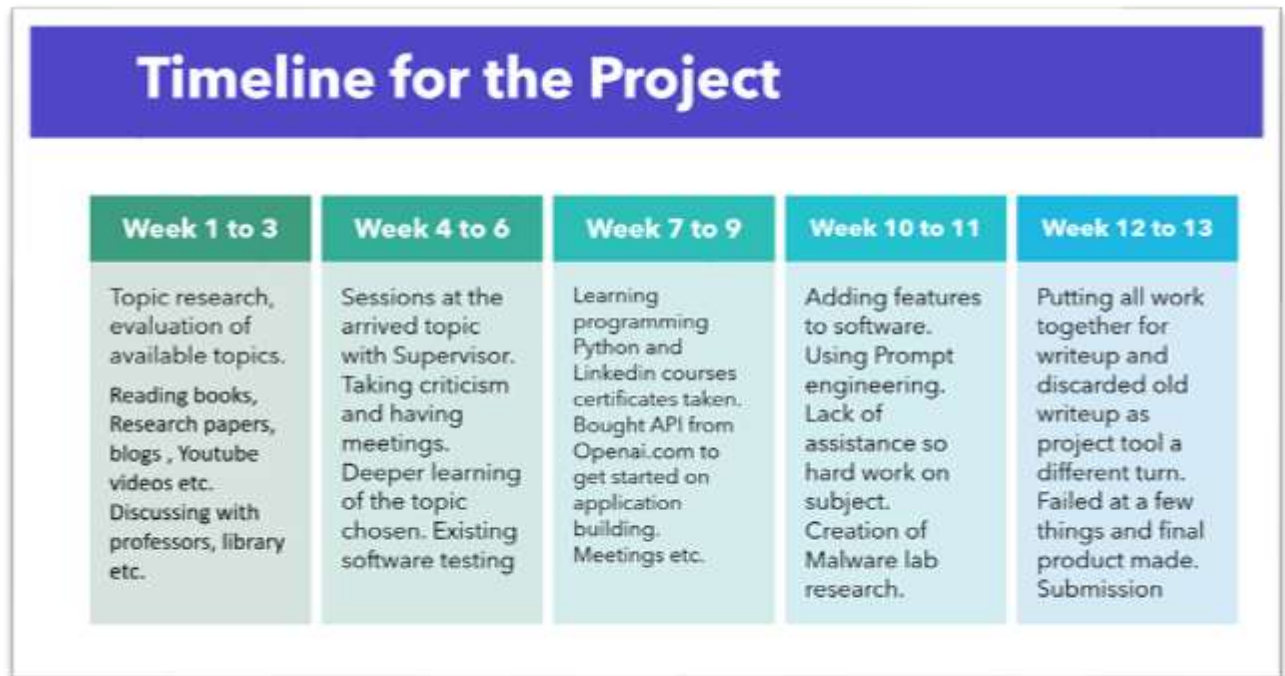 Timeline for the Project
Week 1 to 3
Topic research,
evaluation of
available topics.
Reading books,
Research papers,
blogs , Youtube
videos etc.
Discussing with
professors, library
etc.
Week 4 to 6
Sessions at the
arrived topic
with Supervisor.
Taking criticism
and having
meetings.
Deeper learning
of the topic
chosen. Existing
software testing
Week 7 to 9
Learning
programming
Python and
Linkedin courses
certificates taken.
Bought API from
Openai.com to
get started on
application
building.
Meetings etc.
Week 10 to 11
Adding features
to software.
Using Prompt
engineering.
Lack of
assistance so
hard work on
subject.
Creation of
Malware lab
research.
Week 12 to 13
Putting all work
together for
writeup and
discarded old
writeup as
project tool a
different turn.
Failed at a few
things and final
product made.
Submission